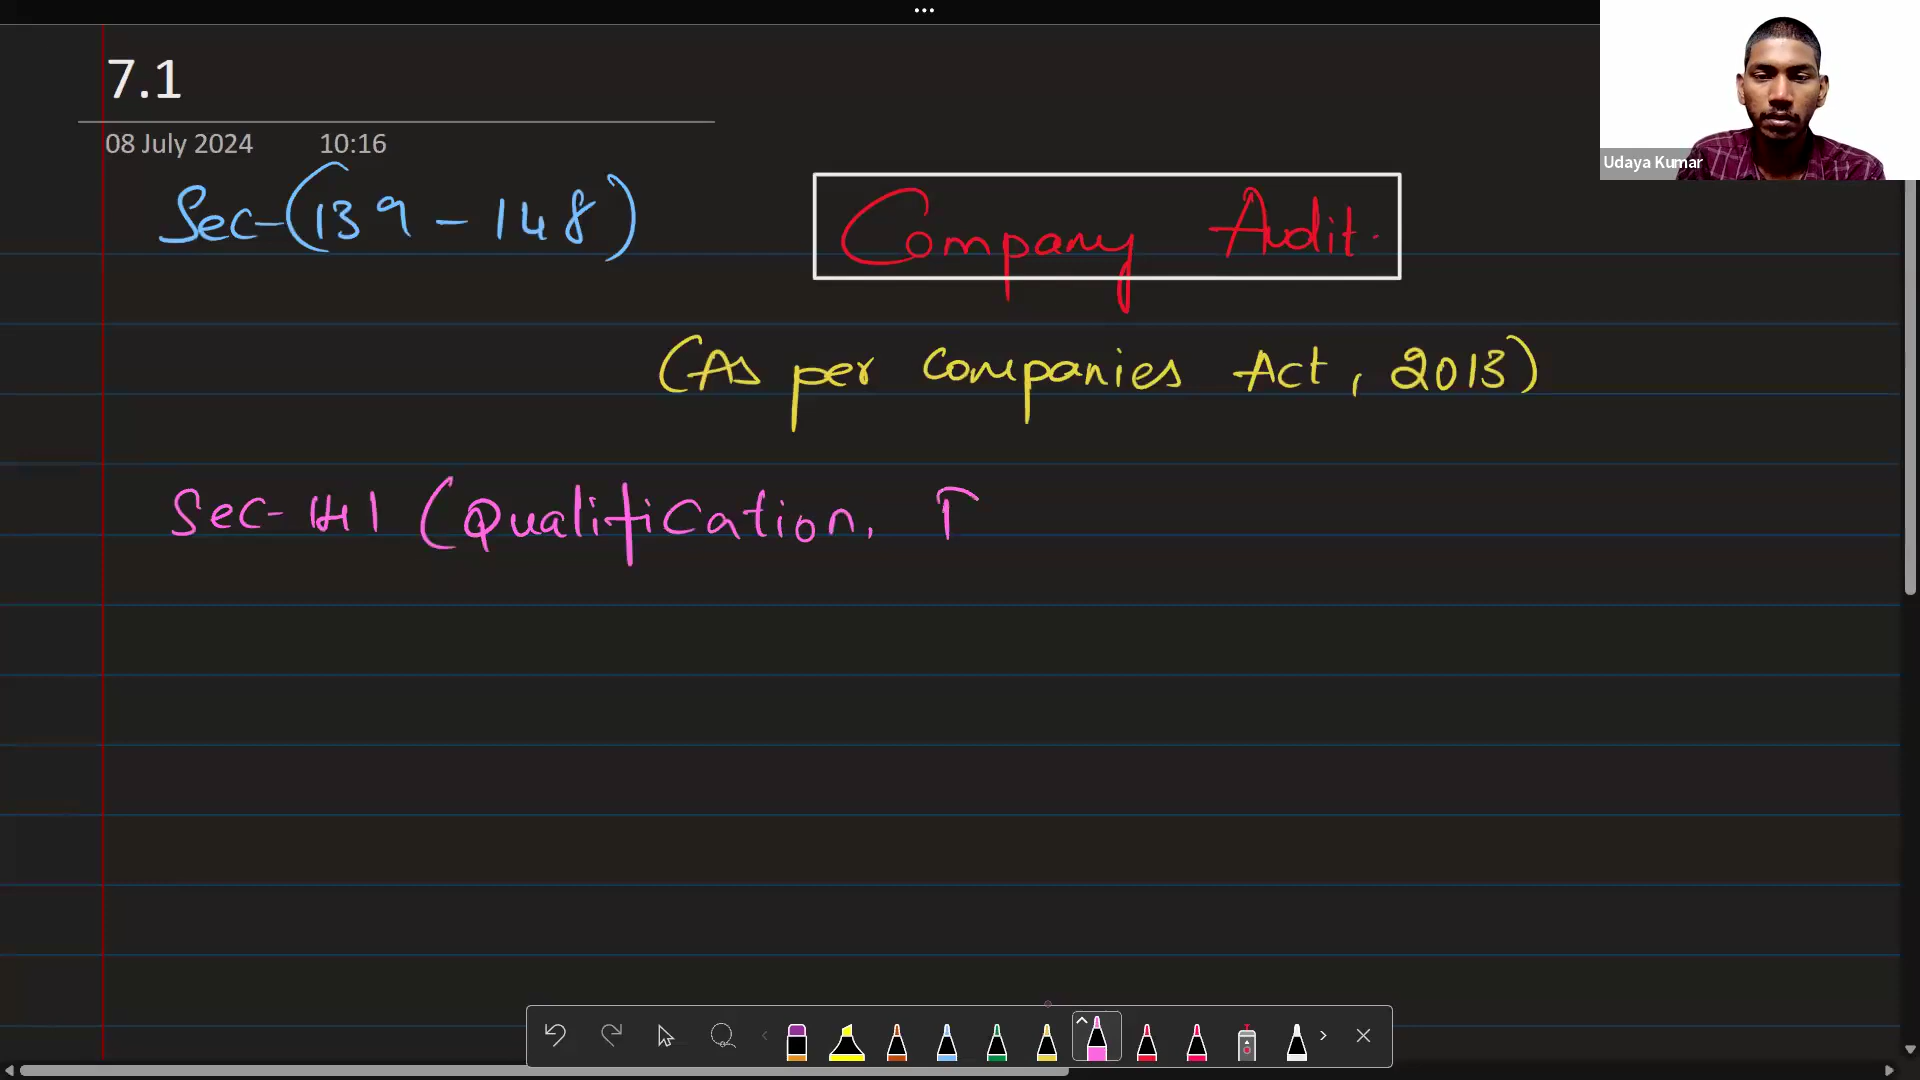 7.1
08 July 2024 10:16
Udaya Kumar
Sec-(139-148)
Company Audit.
(As per Companies Act, 2013)
Sec-141 (Qualification,